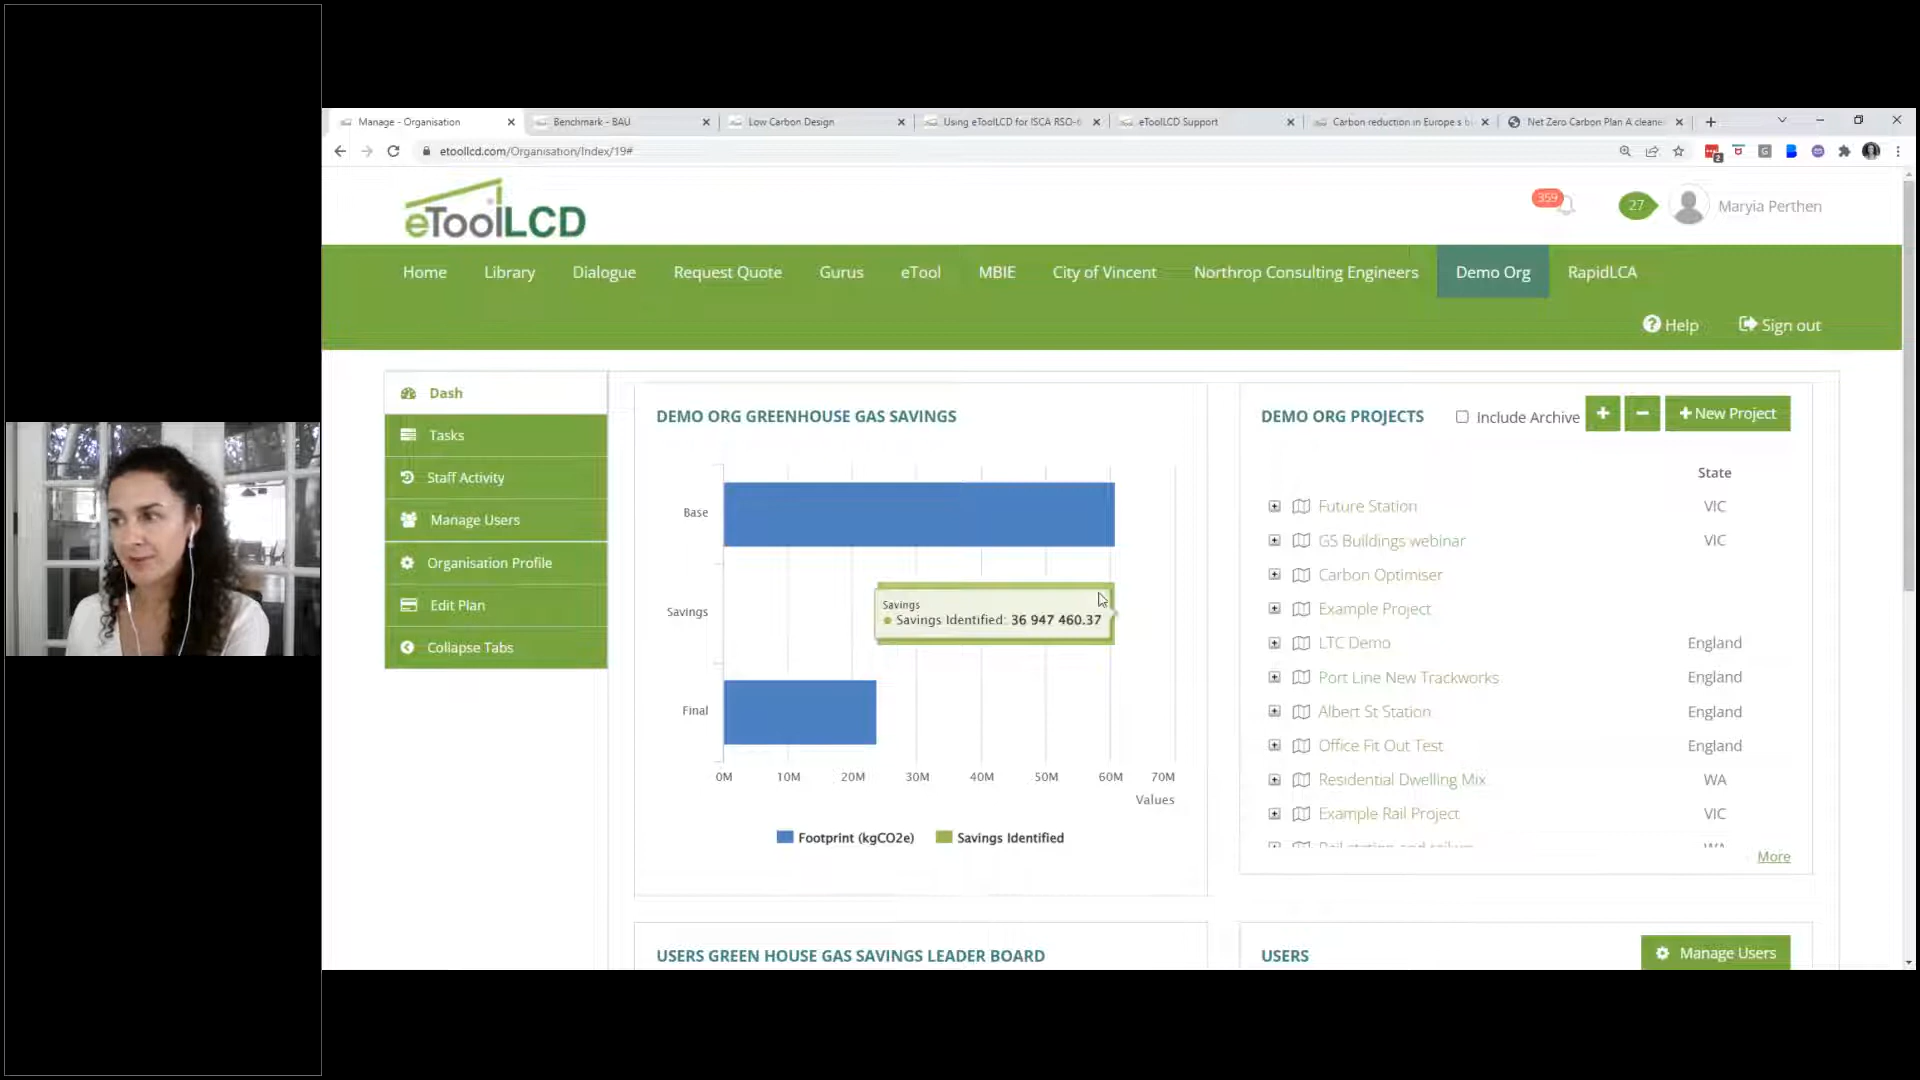 Manage - Organisation
Benchmark - BAU
Low Carbon Design
Using eToolLCD for ISCA RSO-6
eToolLCD Support
Carbon reduction in Europe's b
Net Zero Carbon Plan A cleane
etoollcd.com/Organisation/Index/19#
2
eToolLCD
359
27
Maryia Perthen
Home
Library
Dialogue
Request Quote
Gurus
eTool
MBIE
City of Vincent
Northrop Consulting Engineers
Demo Org
RapidLCA
Help
Sign out
Dash
Tasks
Staff Activity
Manage Users
Organisation Profile
Edit Plan
Collapse Tabs
DEMO ORG GREENHOUSE GAS SAVINGS
Base
Savings
Final
Savings
Savings Identified: 36 947 460.37
0M 10M 20M 30M 40M 50M 60M 70M
Values
Footprint (kgCO2e) Savings Identified
DEMO ORG PROJECTS
Include Archive
+ -
+New Project
State
Future Station VIC
GS Buildings webinar VIC
Carbon Optimiser
Example Project
LTC Demo England
Port Line New Trackworks England
Albert St Station England
Office Fit Out Test England
Residential Dwelling Mix WA
Example Rail Project VIC
More
USERS GREEN HOUSE GAS SAVINGS LEADER BOARD
USERS
Manage Users